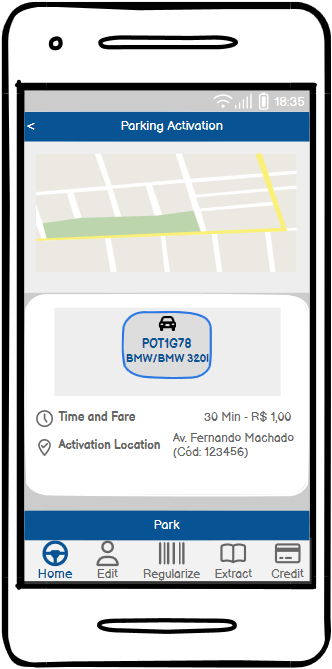 18:35
< Parking Activation
POT1G78
BMW/BMW 320i
Time and Fare 30 Min - R$ 1,00
Activation Location Av. Fernando Machado
(Cód: 123456)
Park
Home Edit Regularize Extract Credit